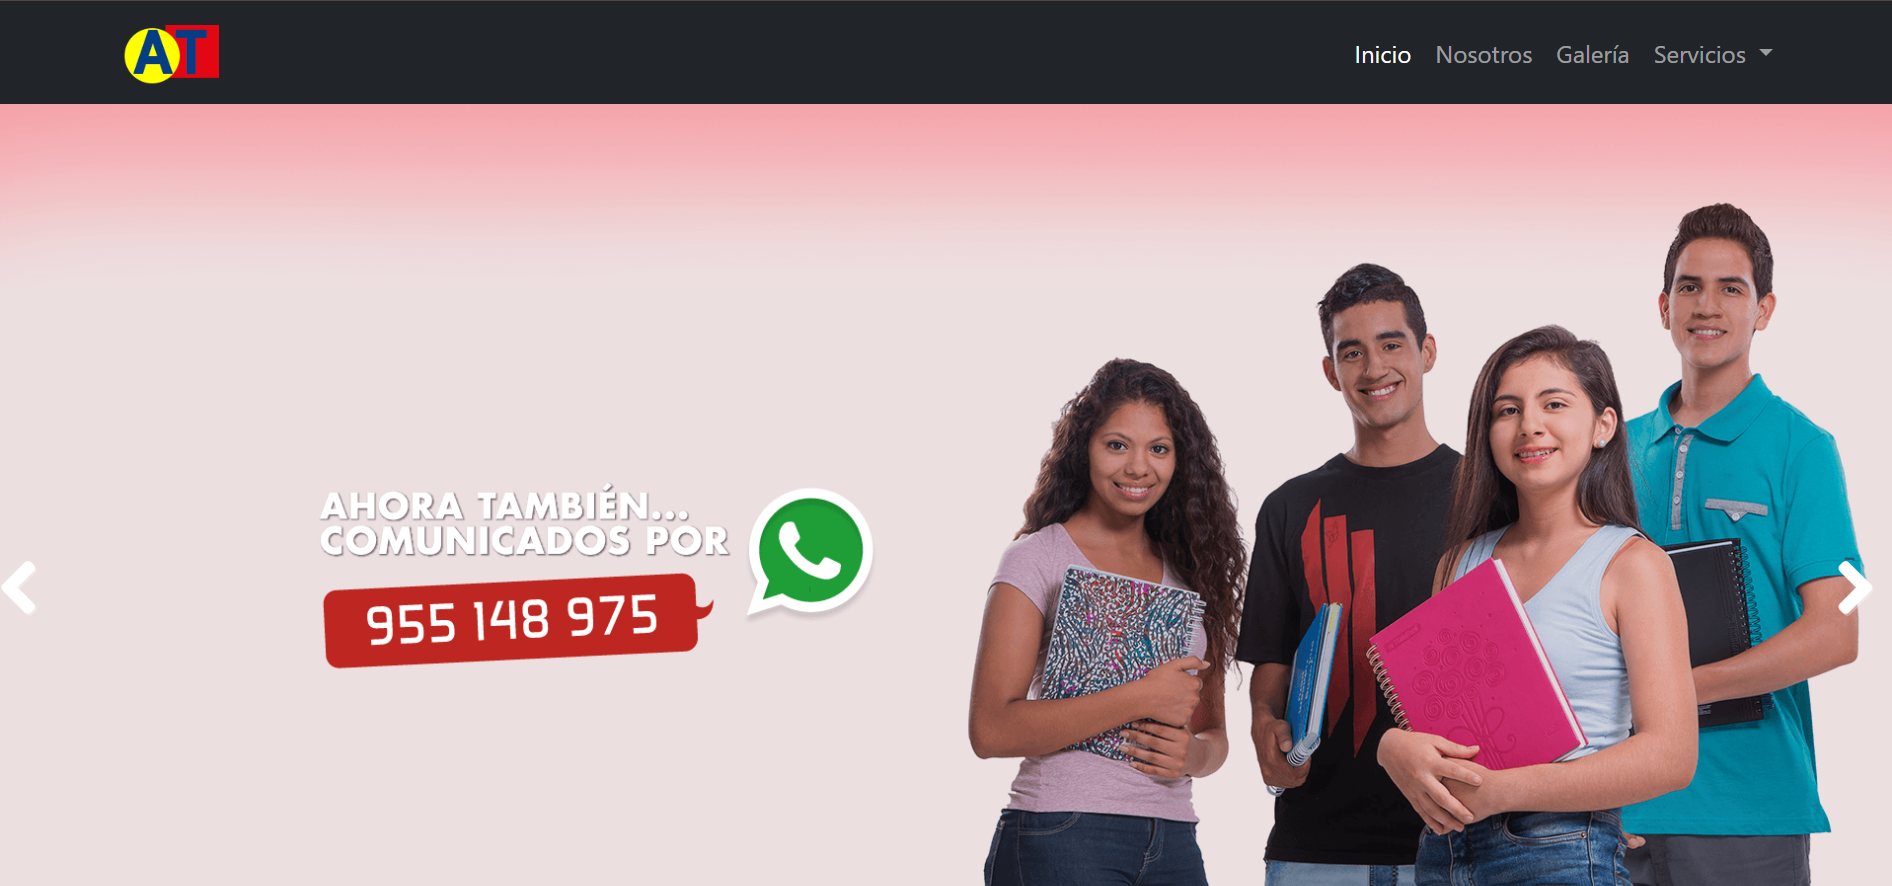 AT
Inicio Nosotros Galería Servicios
AHORA TAMBIÉN...
COMUNICADOS POR
955 148 975